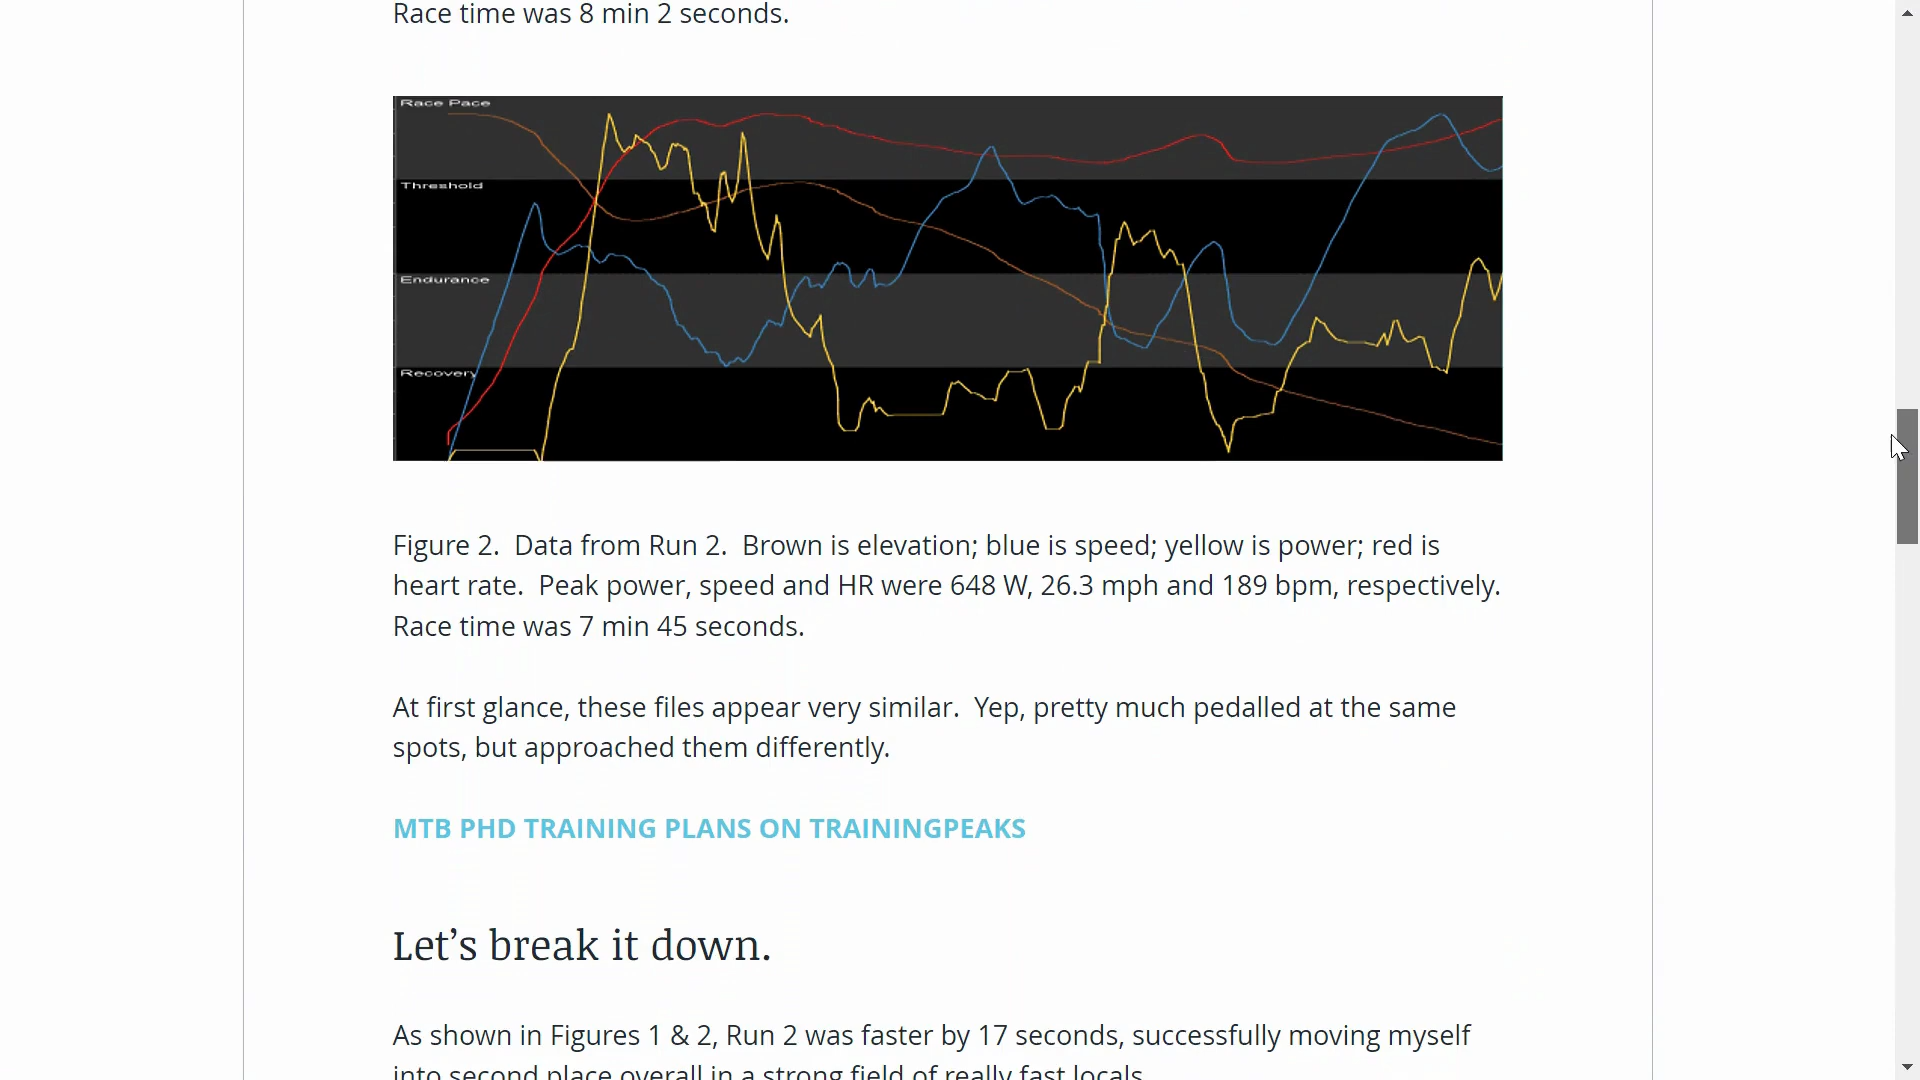 Race time was 8 min 2 seconds.
Race Pace
Threshold
Endurance
Recovery
Figure 2.  Data from Run 2.  Brown is elevation; blue is speed; yellow is power; red is
heart rate.  Peak power, speed and HR were 648 W, 26.3 mph and 189 bpm, respectively.
Race time was 7 min 45 seconds.
At first glance, these files appear very similar.  Yep, pretty much pedalled at the same
spots, but approached them differently.
MTB PHD TRAINING PLANS ON TRAININGPEAKS
Let’s break it down.
As shown in Figures 1 & 2, Run 2 was faster by 17 seconds, successfully moving myself
into second place overall in a strong field of really fast locals.